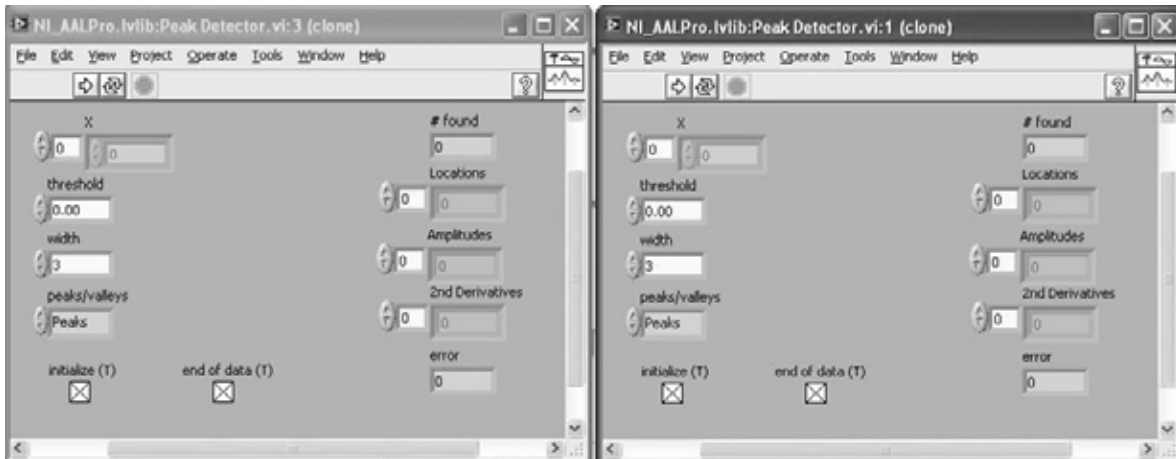 NI_AALPro.lvlib:Peak Detector.vi:3 (clone)
File Edit View Project Operate Tools Window Help
X
0
0
# found
0
threshold
0.00
Locations
0
0
width
3
Amplitudes
0
0
peaks/valleys
Peaks
2nd Derivatives
0
0
initialize (T)
end of data (T)
error
0
NI_AALPro.lvlib:Peak Detector.vi:1 (clone)
File Edit View Project Operate Tools Window Help
X
0
0
# found
0
threshold
0.00
Locations
0
0
width
3
Amplitudes
0
0
peaks/valleys
Peaks
2nd Derivatives
0
0
initialize (T)
end of data (T)
error
0